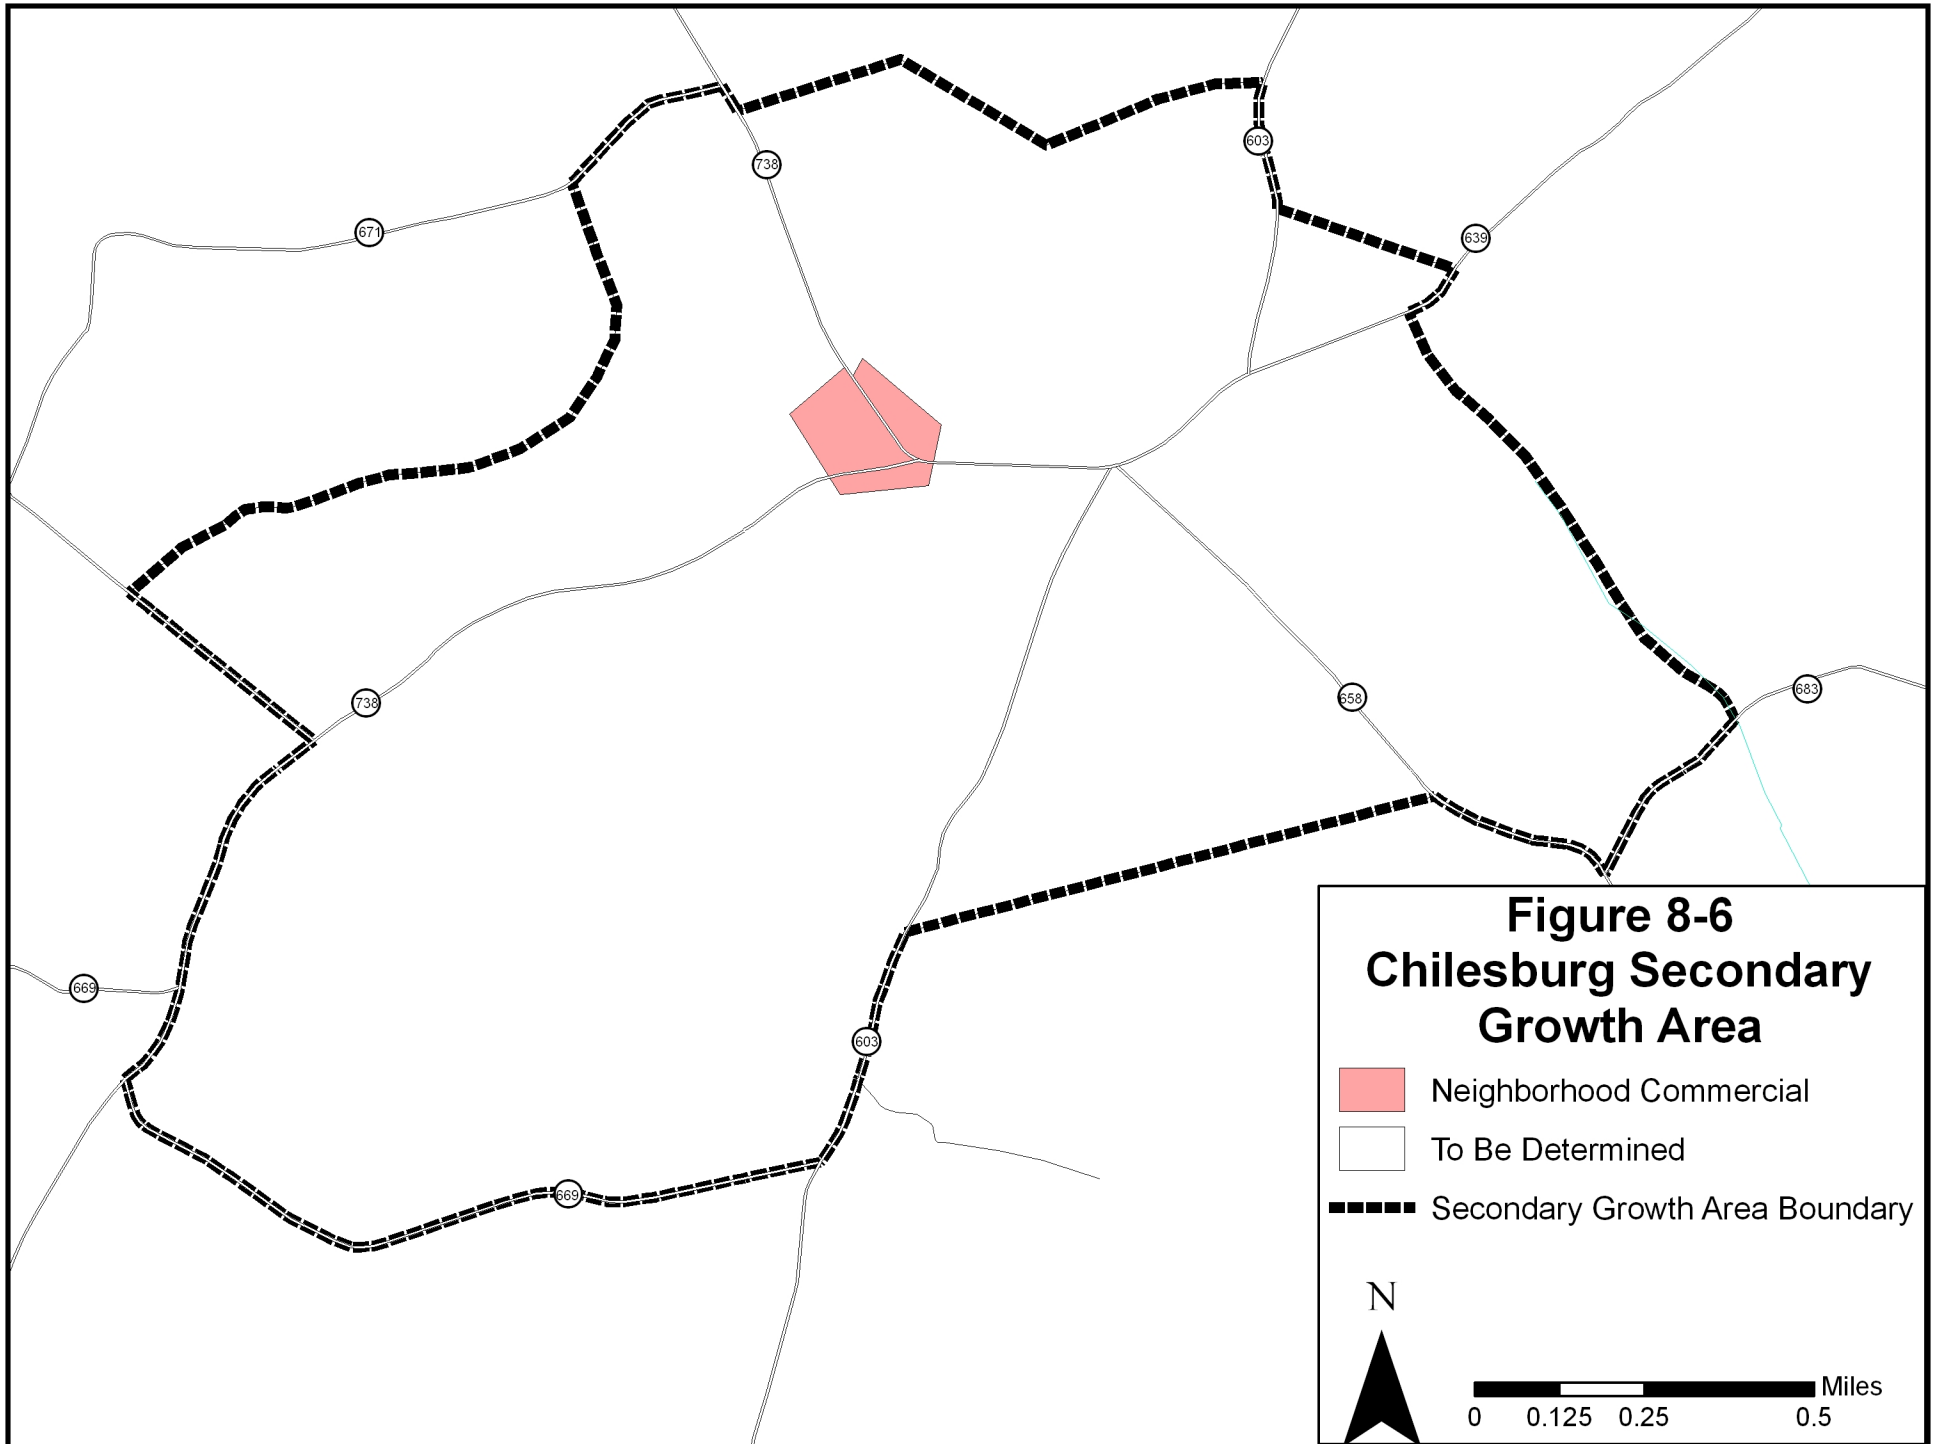 603
738
671
639
738
658
683
669
603
669
Figure 8-6
Chilesburg Secondary
Growth Area
Neighborhood Commercial
To Be Determined
Secondary Growth Area Boundary
N
Miles
0 0.125 0.25 0.5